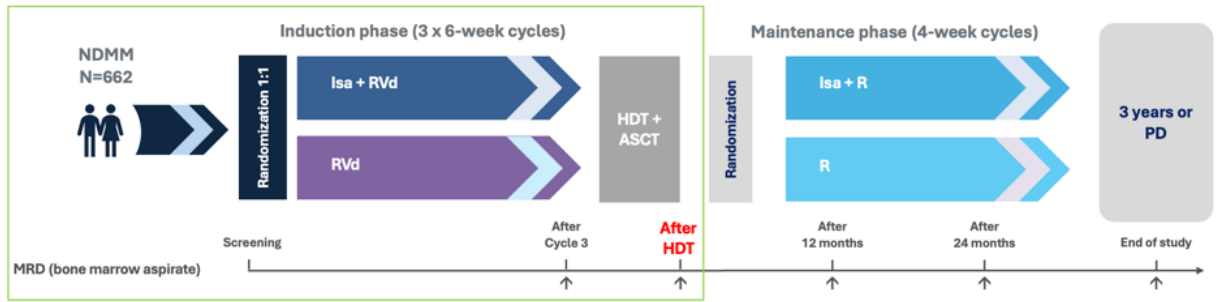 Induction phase (3 x 6-week cycles)
Maintenance phase (4-week cycles)
NDMM
N=662
Randomization 1:1
Isa + RVd
RVd
HDT +
ASCT
Randomization
Isa + R
R
3 years or
PD
Screening
After
Cycle 3
After
HDT
After
12 months
After
24 months
End of study
MRD (bone marrow aspirate)